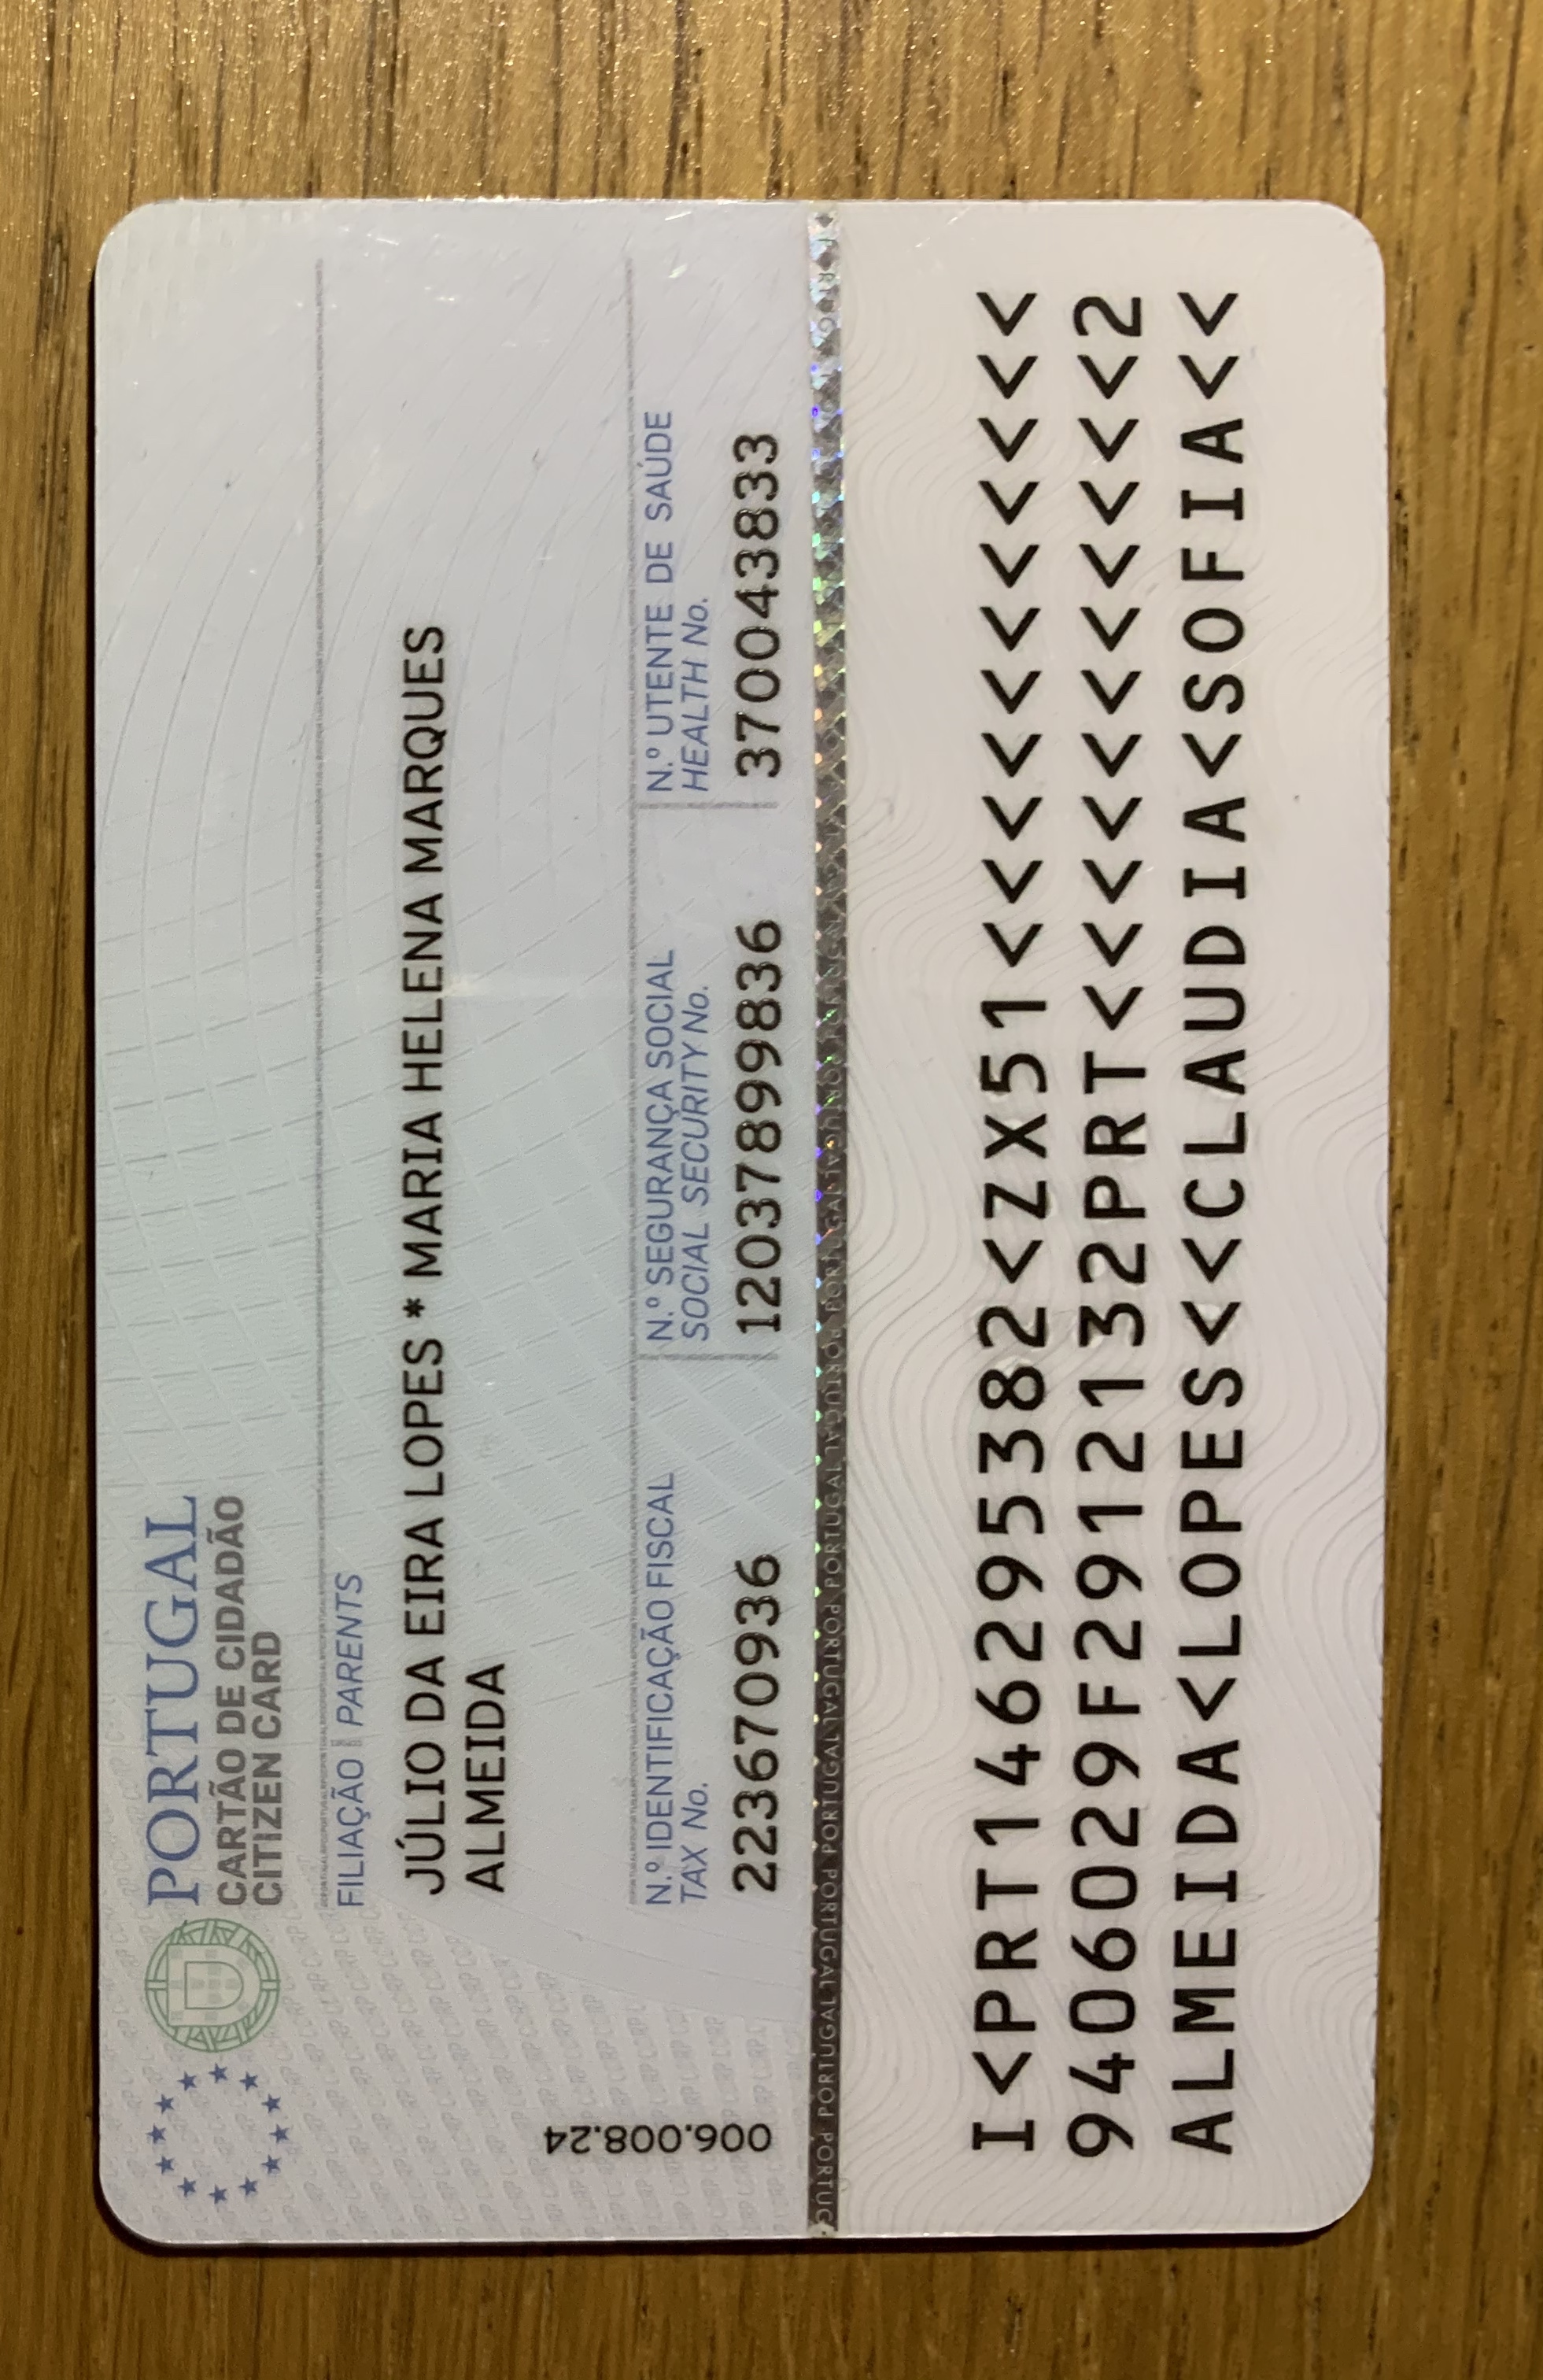 PORTUGAL
CARTÃO DE CIDADÃO
CITIZEN CARD
FILIAÇÃO | PARENTS
JÚLIO DA EIRA LOPES * MARIA HELENA MARQUES
ALMEIDA
N.º IDENTIFICAÇÃO FISCAL N.º SEGURANÇA SOCIAL N.º UTENTE DE SAÚDE
TAX No. SOCIAL SECURITY No. HEALTH No.
223670936 12037899836 370043833
006.008.24
I<PRT146295382<ZX51<<<<<<<<<<<
9406029F2912132PRT<<<<<<<<<<<2
ALMEIDA<LOPES<<CLAUDIA<SOFIA<<